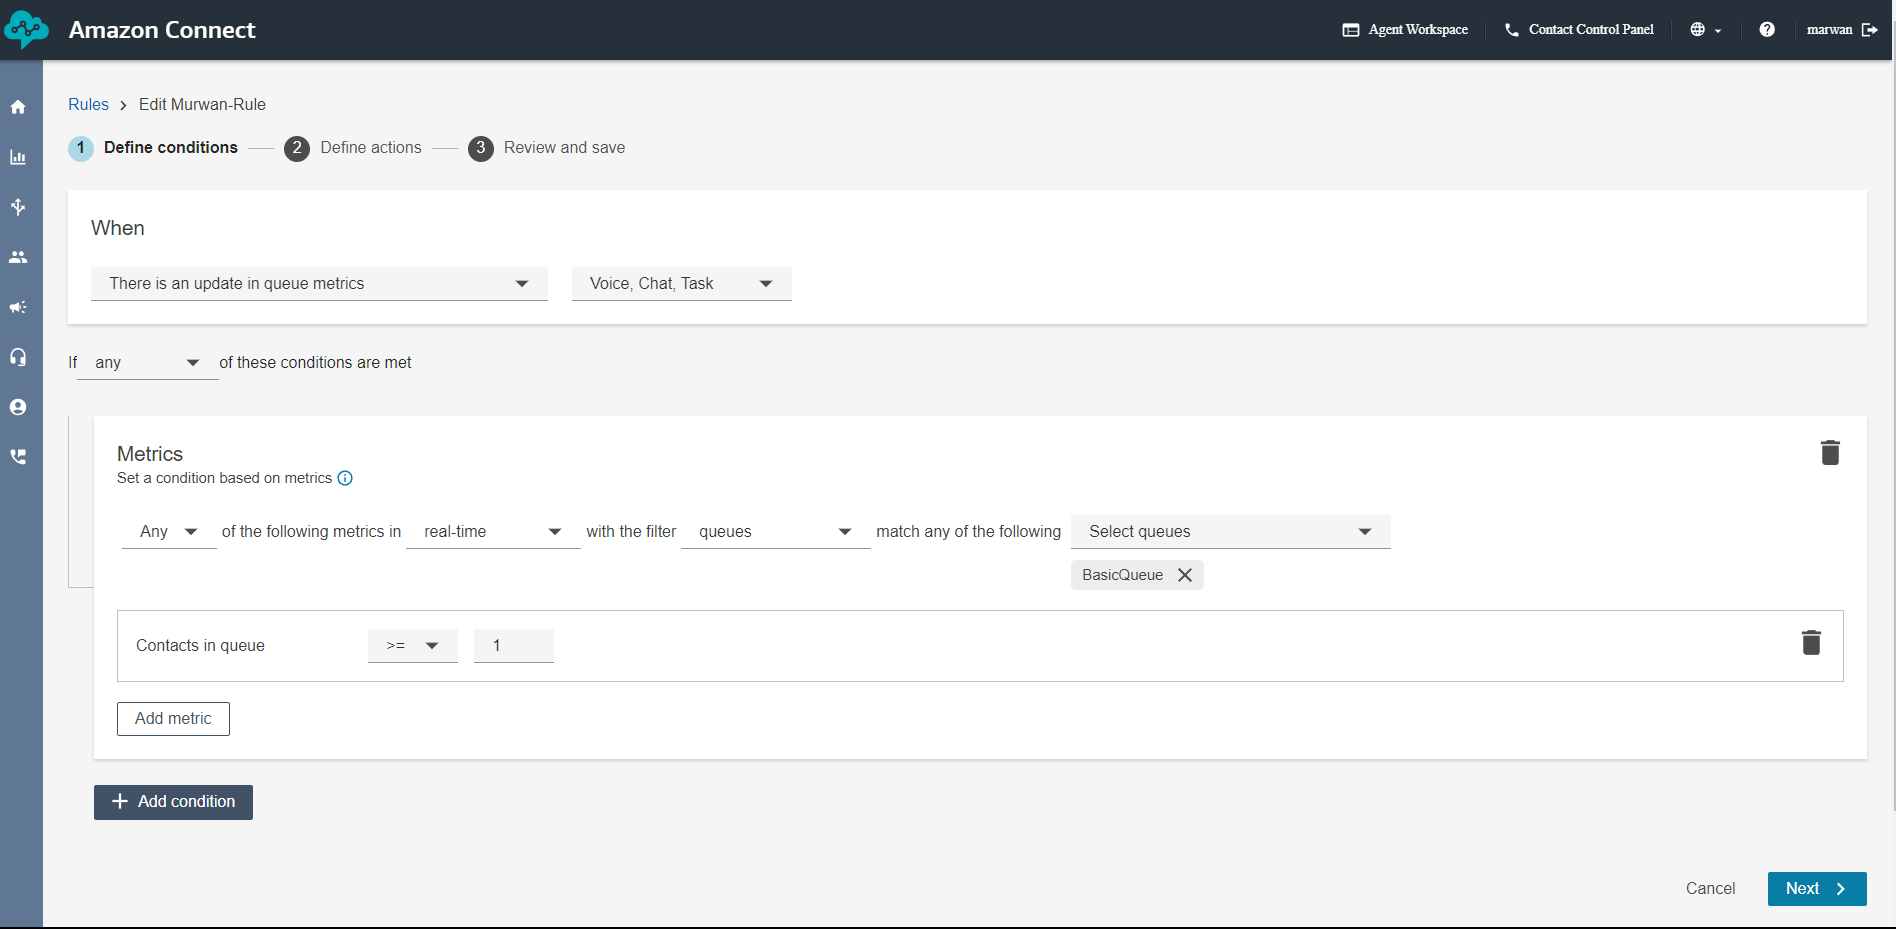 Amazon Connect
Agent Workspace
Contact Control Panel
marwan
Rules > Edit Murwan-Rule
1 Define conditions 2 Define actions 3 Review and save
When
There is an update in queue metrics
Voice, Chat, Task
If any of these conditions are met
Metrics
Set a condition based on metrics
Any of the following metrics in real-time with the filter queues match any of the following Select queues
BasicQueue
Contacts in queue >= 1
Add metric
+ Add condition
Cancel
Next